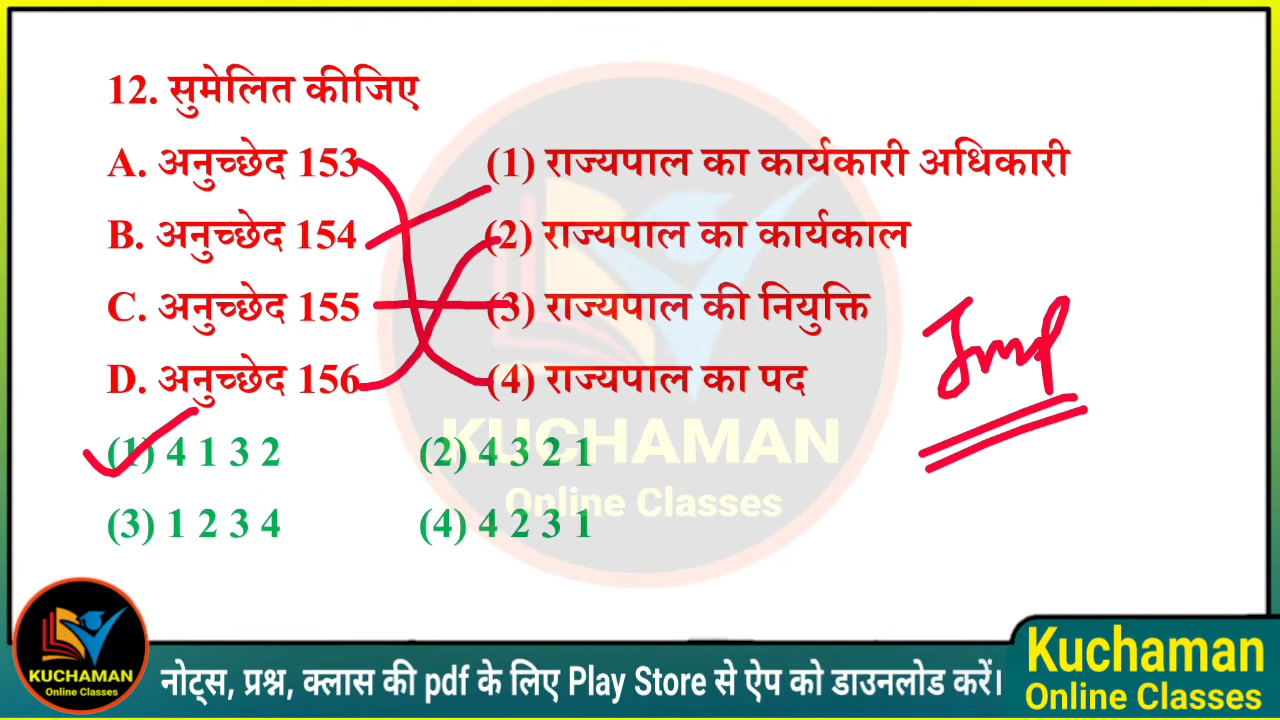 12. सुमेलित कीजिए
A. अनुच्छेद 153 (1) राज्यपाल का कार्यकारी अधिकारी
B. अनुच्छेद 154 (2) राज्यपाल का कार्यकाल
C. अनुच्छेद 155 (3) राज्यपाल की नियुक्ति
D. अनुच्छेद 156 (4) राज्यपाल का पद
Imp
(1) 4 1 3 2 (2) 4 3 2 1
(3) 1 2 3 4 (4) 4 2 3 1
KUCHAMAN
Online Classes
KUCHAMAN
Online Classes
नोट्स, प्रश्न, क्लास की pdf के लिए Play Store से ऐप को डाउनलोड करें।
Kuchaman
Online Classes